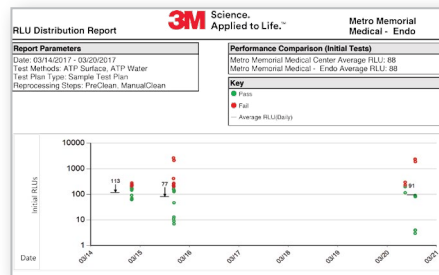 RLU Distribution Report
3M Science.
Applied to Life.™
Metro Memorial
Medical - Endo
Report Parameters
Date: 03/14/2017 - 03/20/2017
Test Methods: ATP Surface, ATP Water
Test Plan Type: Sample Test Plan
Reprocessing Steps: PreClean, ManualClean
Performance Comparison (Initial Tests)
Metro Memorial Medical Center Average RLU: 88
Metro Memorial Medical - Endo Average RLU: 88
Key
Pass
Fail
Average RLU(Daily)
Initial RLUs
10000
1000
100
10
1
113
77
91
Date
03/14
03/15
03/16
03/17
03/18
03/19
03/20
03/21